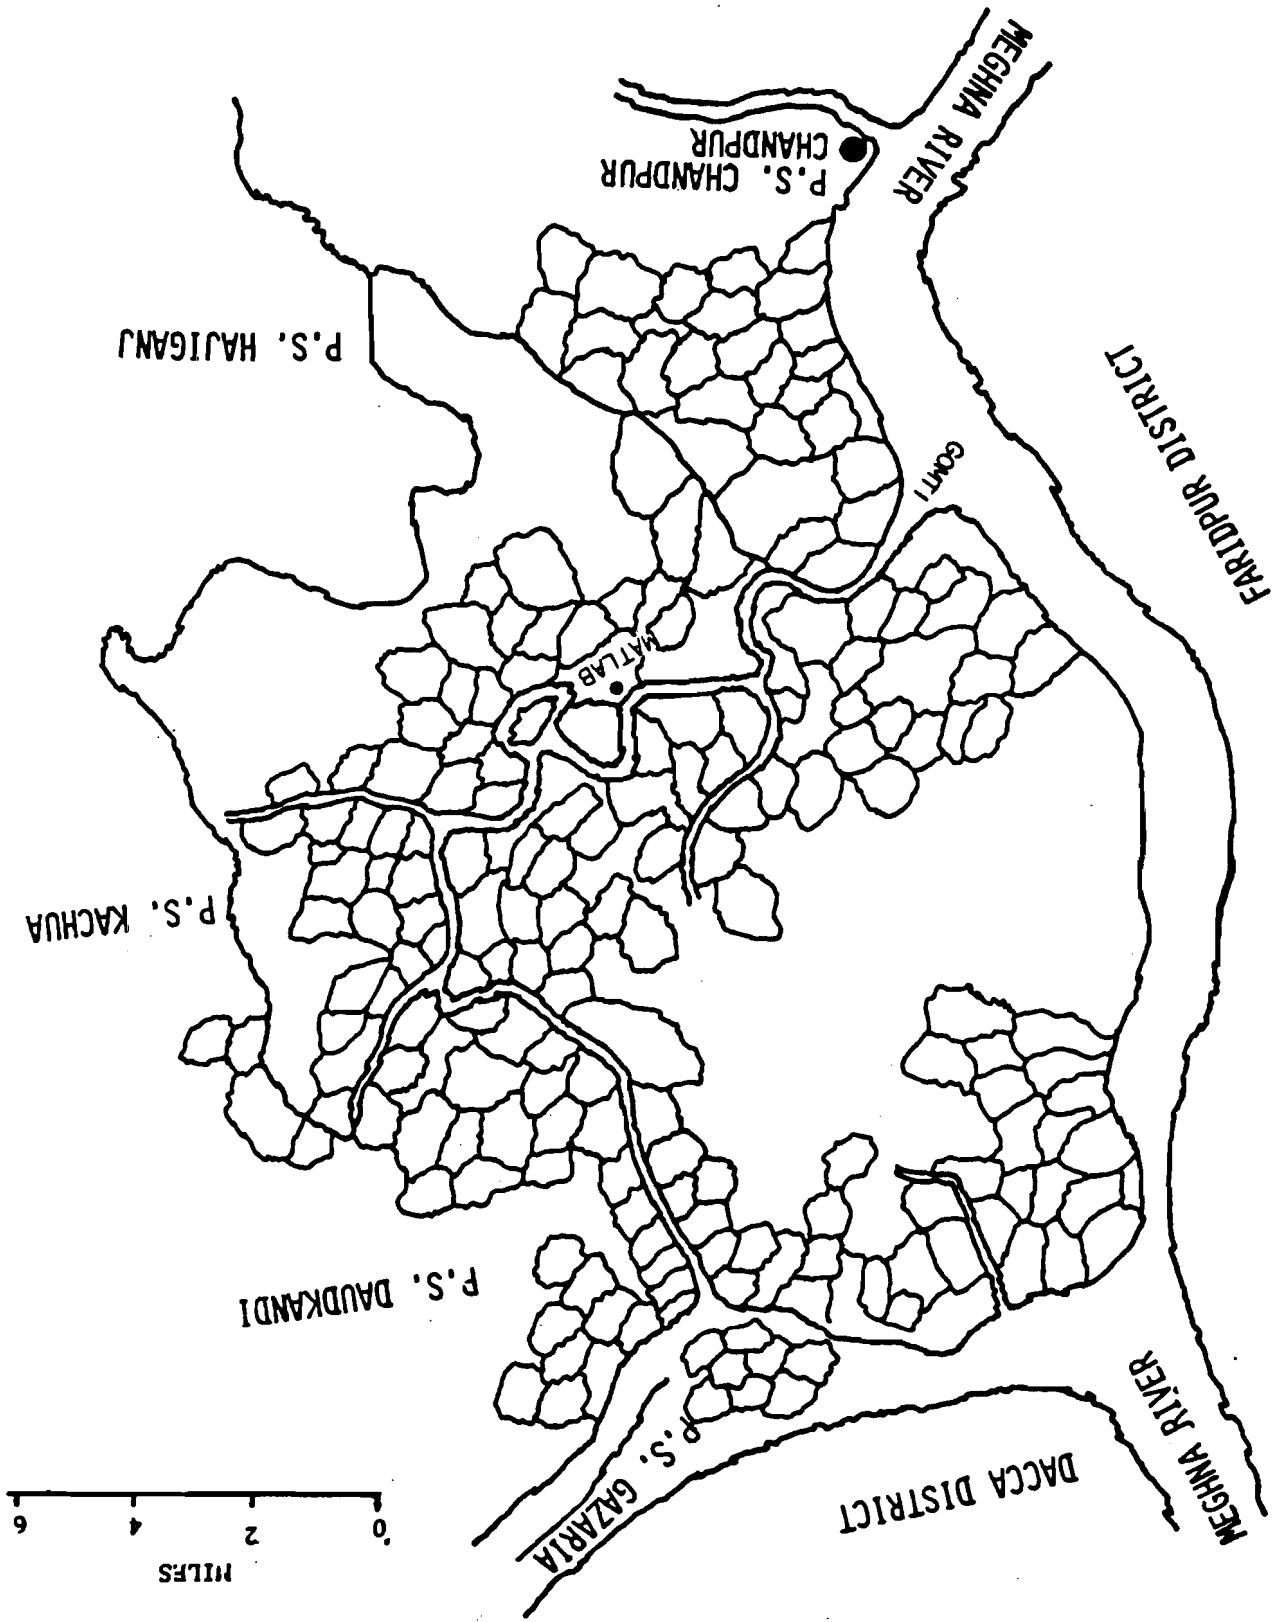 MILES
0 2 4 6
P.S. GAZARIA
DACCA DISTRICT
MEGHNA RIVER
P.S. DAUDKANDI
P.S. KACHUA
MATLAB
GOMTI
FARIDPUR DISTRICT
P.S. HAJIGANJ
P.S. CHANDPUR
CHANDPUR
MEGHNA RIVER